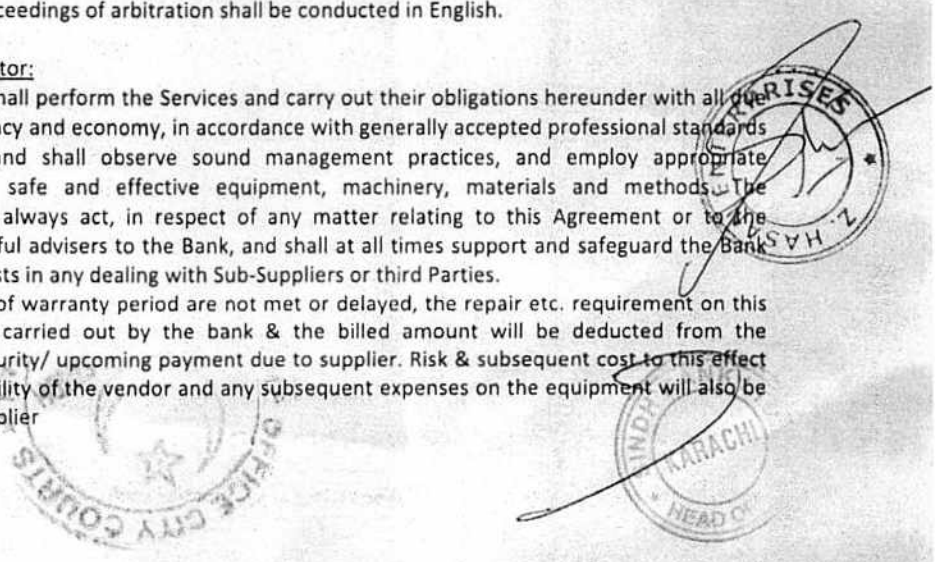 ceedings of arbitration shall be conducted in English.
tor:
hall perform the Services and carry out their obligations hereunder with all due
cy and economy, in accordance with generally accepted professional standards
and shall observe sound management practices, and employ appropriate
safe and effective equipment, machinery, materials and methods. The
always act, in respect of any matter relating to this Agreement or to the
ful advisers to the Bank, and shall at all times support and safeguard the Bank
sts in any dealing with Sub-Suppliers or third Parties.
of warranty period are not met or delayed, the repair etc. requirement on this
carried out by the bank & the billed amount will be deducted from the
urity/ upcoming payment due to supplier. Risk & subsequent cost to this effect
ility of the vendor and any subsequent expenses on the equipment will also be
plier
Z. HASM ENTERPRISES
OFFICE CITY COURTS
INDH
KARACHI
HEAD OF